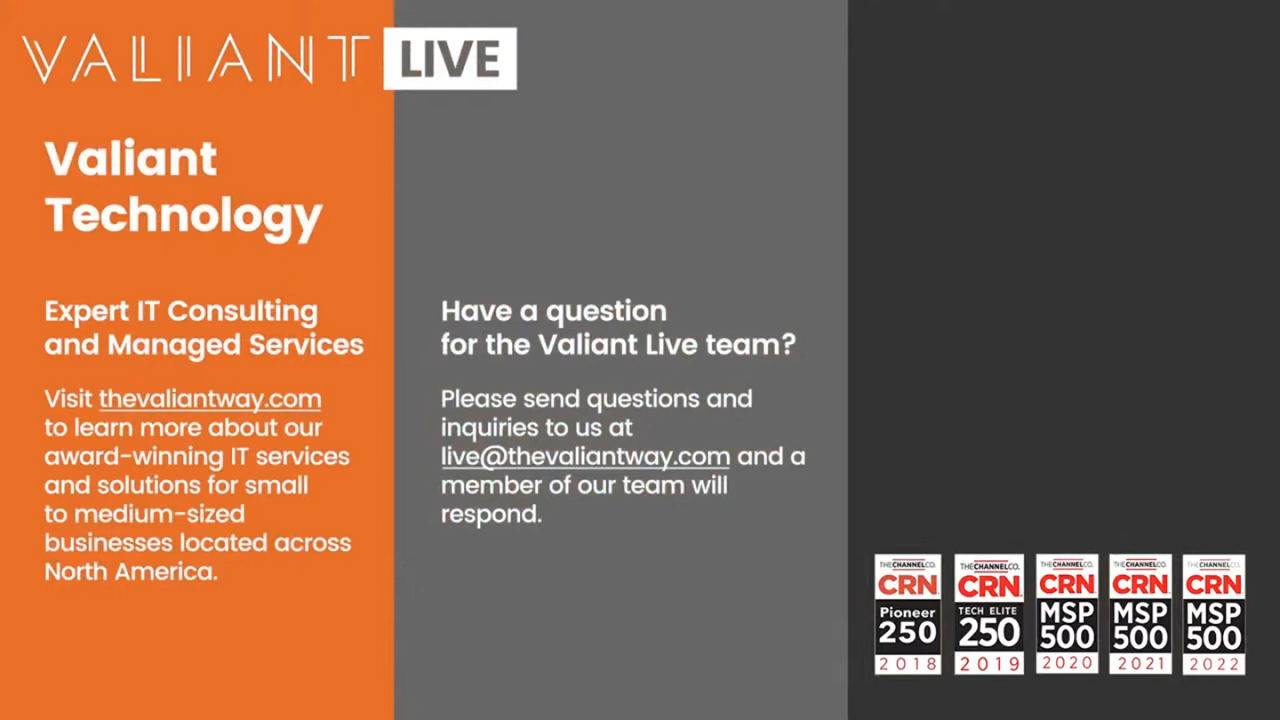 VALIANT LIVE
Valiant
Technology
Expert IT Consulting
and Managed Services
Visit thevaliantway.com
to learn more about our
award-winning IT services
and solutions for small
to medium-sized
businesses located across
North America.
Have a question
for the Valiant Live team?
Please send questions and
inquiries to us at
live@thevaliantway.com and a
member of our team will
respond.
THE CHANNEL CO.
CRN
Pioneer
250
2018
THE CHANNEL CO.
CRN
TECH ELITE
250
2019
THE CHANNEL CO.
CRN
MSP
500
2020
THE CHANNEL CO.
CRN
MSP
500
2021
THE CHANNEL CO.
CRN
MSP
500
2022